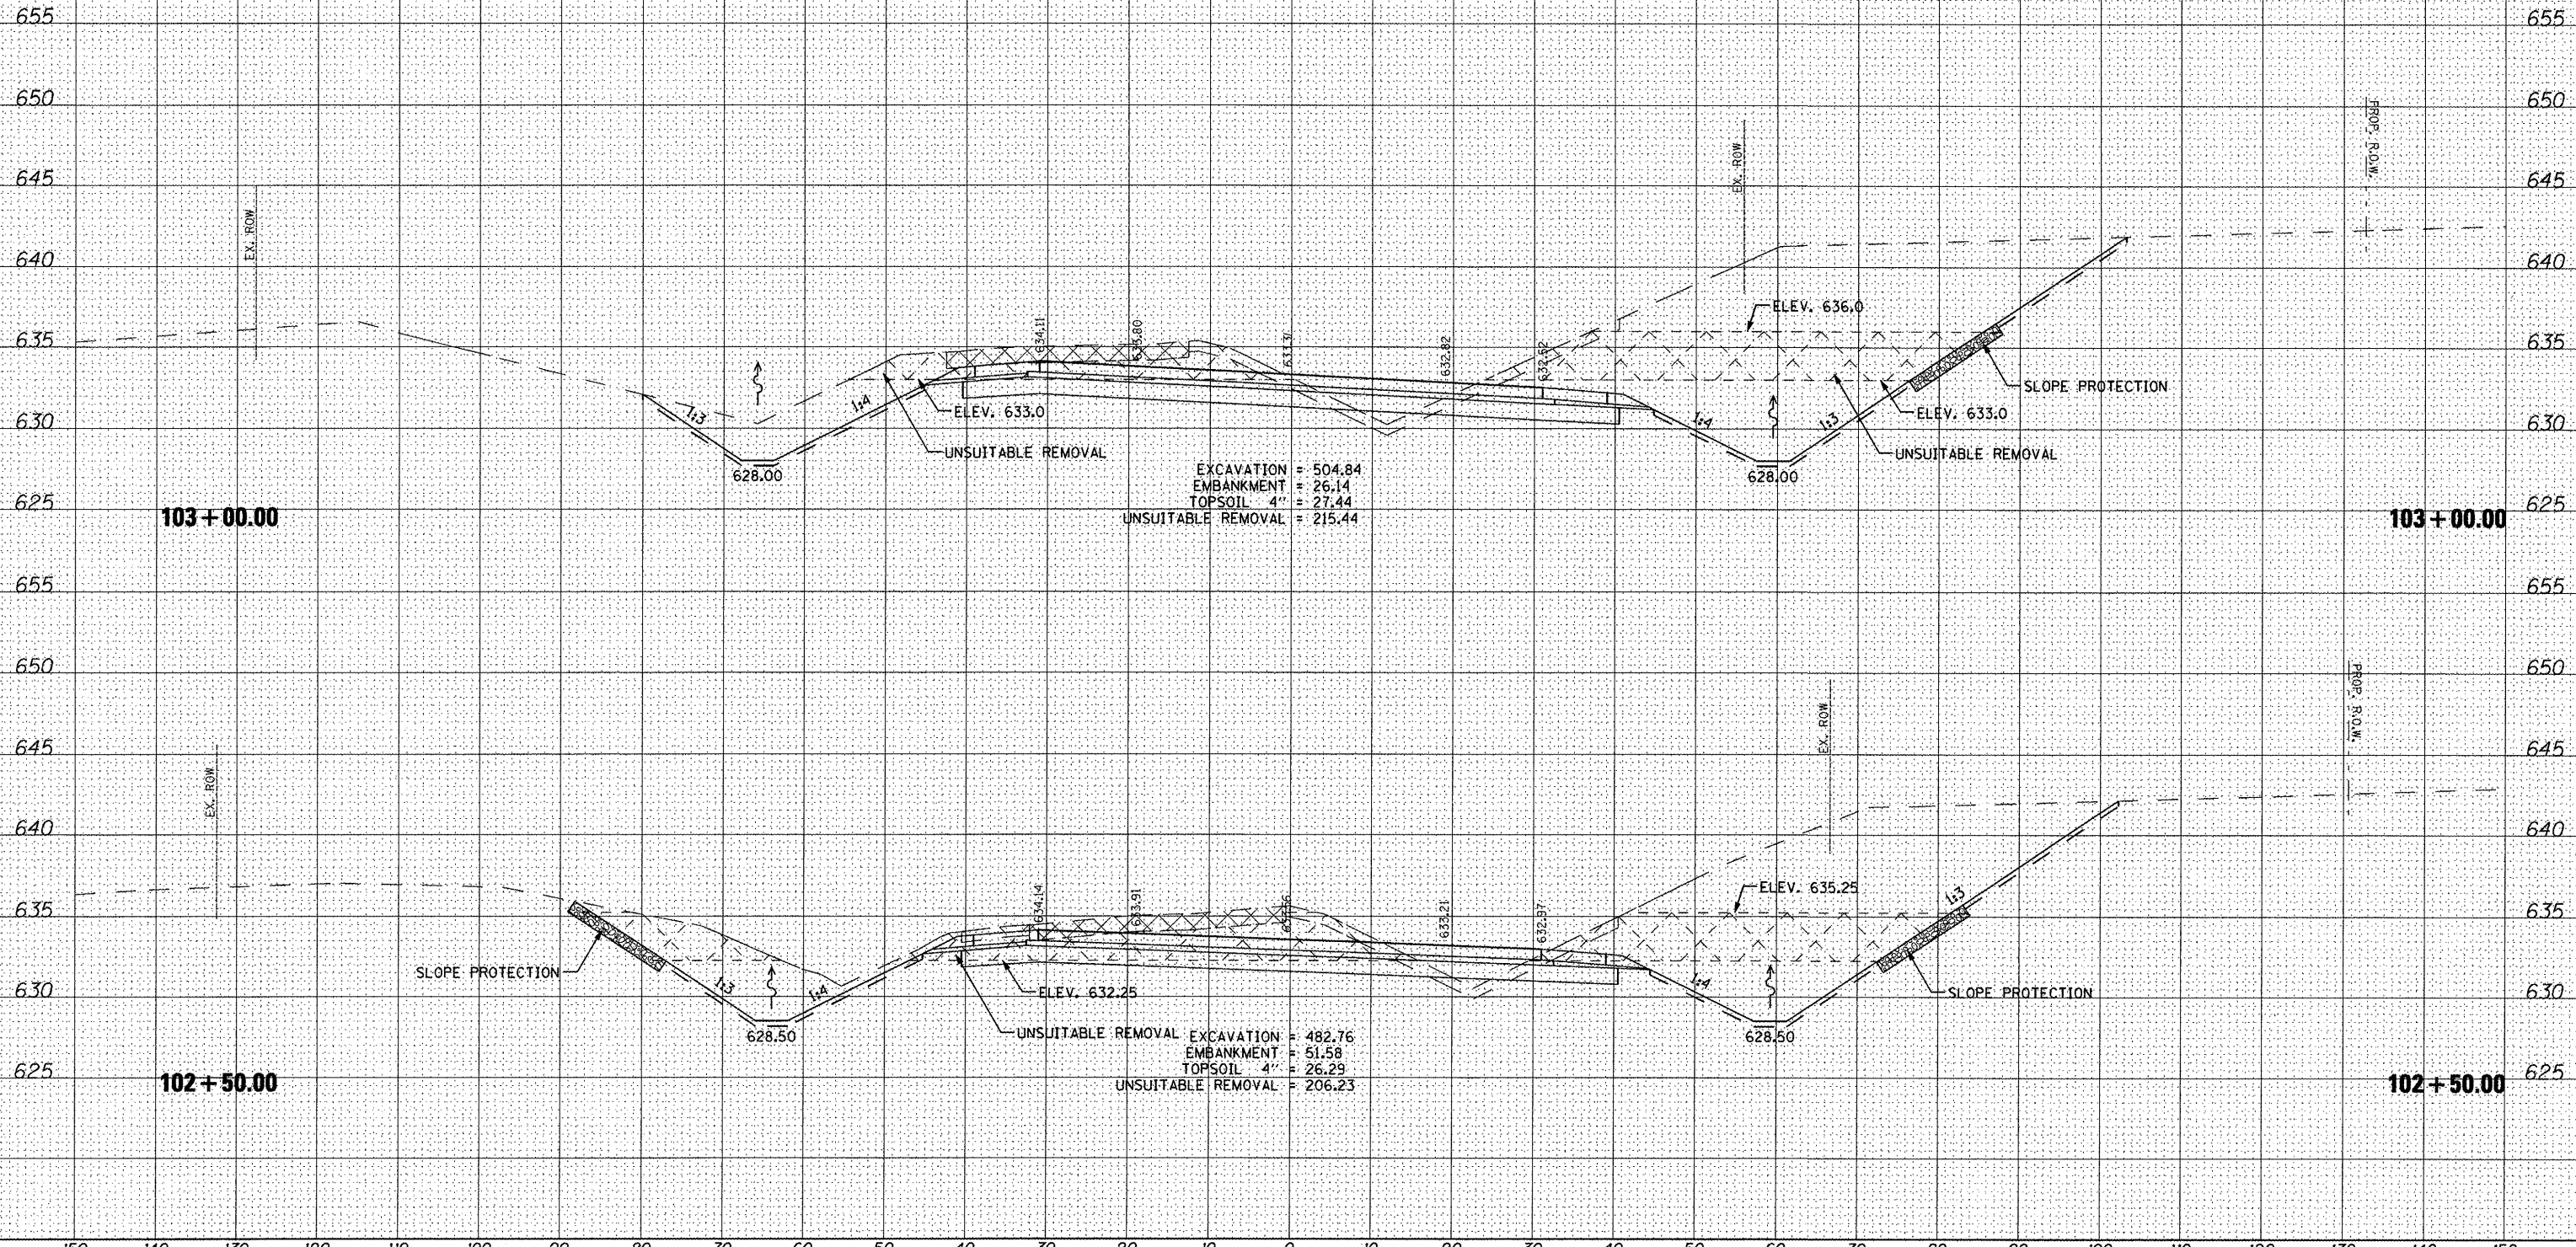 655 655
650 650
PROP. R.O.W.
EX. ROW
645 645
EX. ROW
640 640
ELEV. 636.0
635 635
634.11 633.80 632.82 632.62
SLOPE PROTECTION
1:3 1:4 ELEV. 633.0 1:4 1:3 ELEV. 633.0
630 630
UNSUITABLE REMOVAL UNSUITABLE REMOVAL
628.00 628.00
EXCAVATION = 504.84
EMBANKMENT = 26.14
TOPSOIL 4" = 27.44
UNSUITABLE REMOVAL = 215.44
625 625
103+00.00 103+00.00
655 655
650 650
PROP. R.O.W.
EX. ROW
645 645
EX. ROW
640 640
ELEV. 635.25
1:3
635 635
634.14 633.91 633.66 633.21 632.97
SLOPE PROTECTION
1:3 1:4 ELEV. 632.25 1:4 SLOPE PROTECTION
630 630
628.50 628.50
UNSUITABLE REMOVAL
EXCAVATION = 482.76
EMBANKMENT = 51.58
TOPSOIL 4" = 26.29
UNSUITABLE REMOVAL = 206.23
625 625
102+50.00 102+50.00